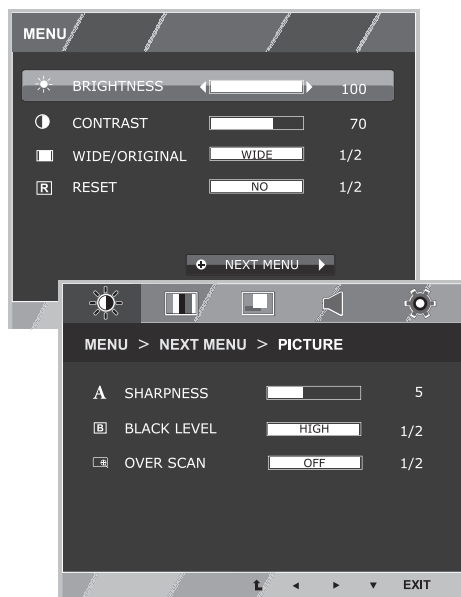 MENU
BRIGHTNESS 100
CONTRAST 70
WIDE/ORIGINAL WIDE 1/2
R RESET NO 1/2
NEXT MENU
MENU > NEXT MENU > PICTURE
A SHARPNESS 5
B BLACK LEVEL HIGH 1/2
OVER SCAN OFF 1/2
EXIT